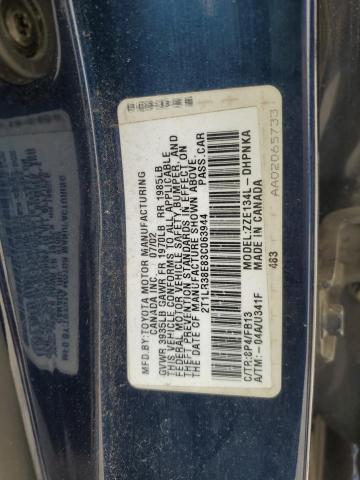 MFD.BY:TOYOTA MOTOR MANUFACTURING
CANADA INC. 07/02
GVWR 3935LB GAWR FR 1970LB RR 1985LB
THIS VEHICLE CONFORMS TO ALL APPLICABLE
FEDERAL MOTOR VEHICLE SAFETY, BUMPER, AND
THEFT PREVENTION STANDARDS IN EFFECT ON
THE DATE OF MANUFACTURE SHOWN ABOVE.
2T1LR38E83C063944 PASS.CAR
C/TR:8P4/FB13 MODEL:ZZE134L-DHPNKA
A/TM:-04A/U341F MADE IN CANADA
483
AA02065733